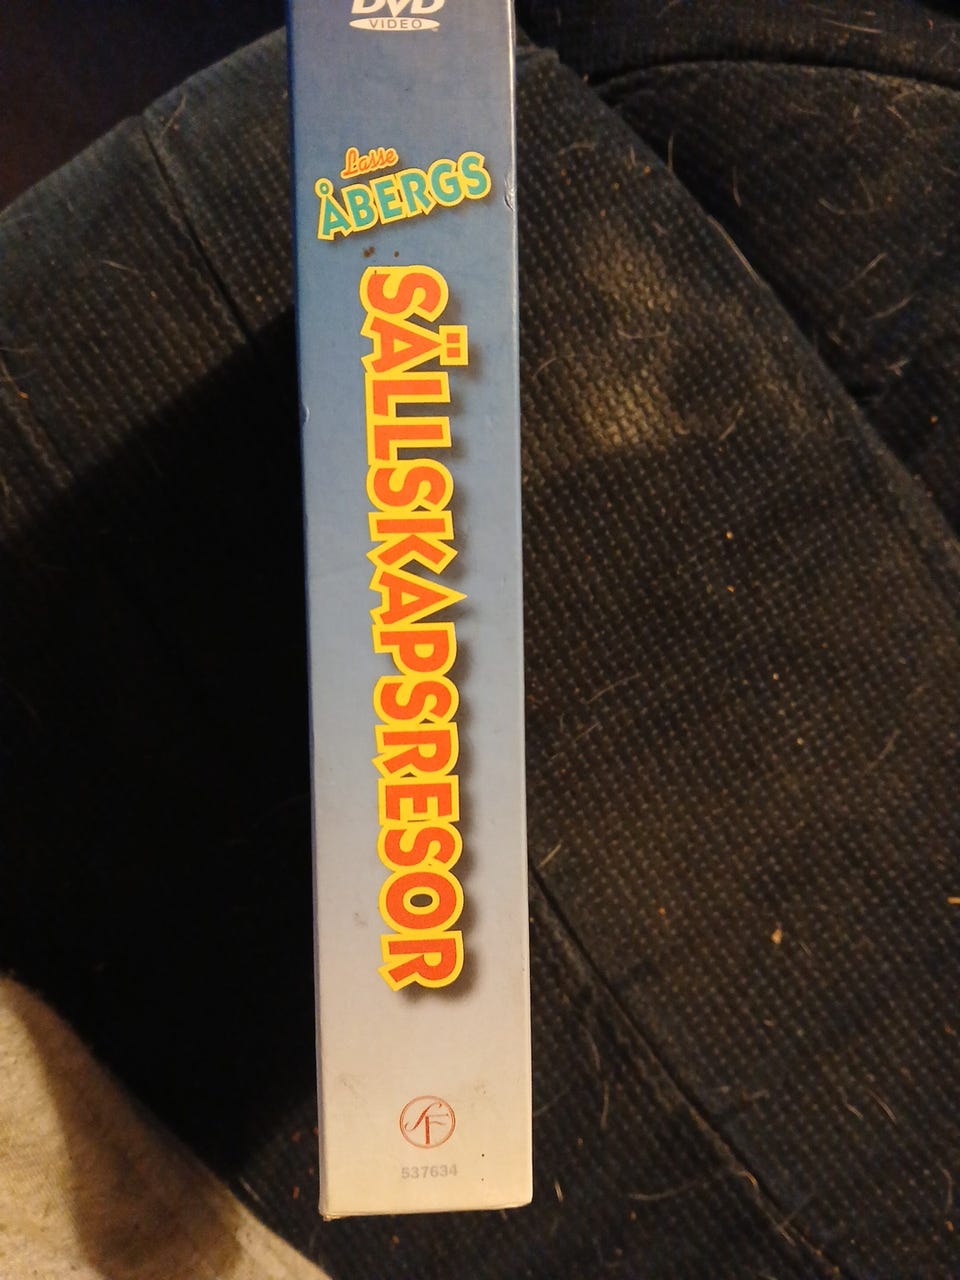 DVD
VIDEO
Lasse
ÅBERGS
SÄLLSKAPSRESOR
SF
537634